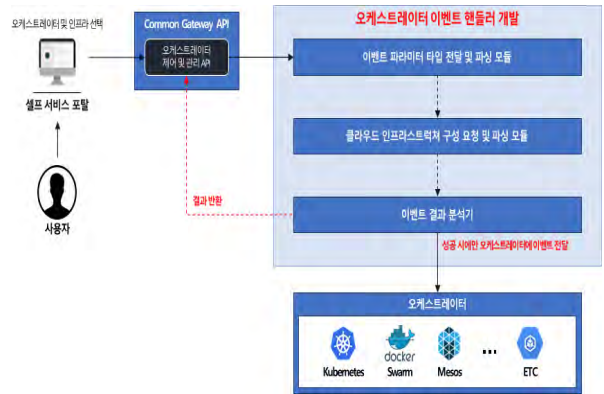 오케스트레이터 및 인프라 선택
셀프 서비스 포탈
사용자
Common Gateway API
오케스트레이터
제어 및 관리 API
결과 반환
오케스트레이터 이벤트 핸들러 개발
이벤트 파라미터 타입 전달 및 파싱 모듈
클라우드 인프리스트럭쳐 구성 요청 및 파싱 모듈
이벤트 결과 분석기
성공 시에만 오케스트레이터에 이벤트 전달
오케스트레이터
Kubernetes
docker
Swarm
Mesos
...
ETC